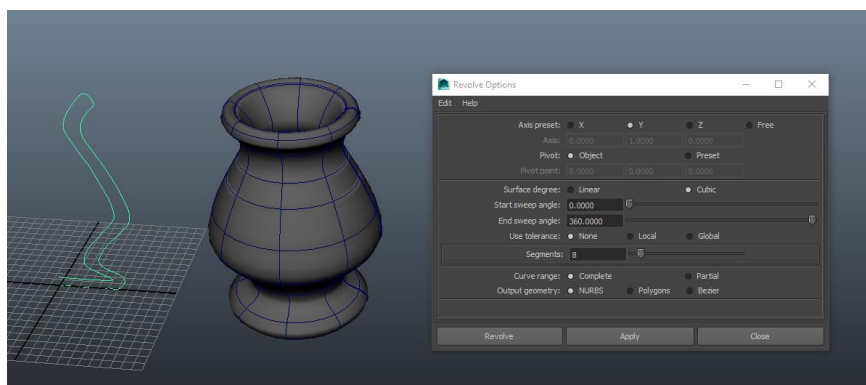 Revolve Options
Edit Help
Axis preset: X Y Z Free
Axis: 0.0000 1.0000 0.0000
Pivot: Object Preset
Pivot point: 0.0000 0.0000 0.0000
Surface degree: Linear Cubic
Start sweep angle: 0.0000
End sweep angle: 360.0000
Use tolerance: None Local Global
Segments: 8
Curve range: Complete Partial
Output geometry: NURBS Polygons Bezier
Revolve Apply Close